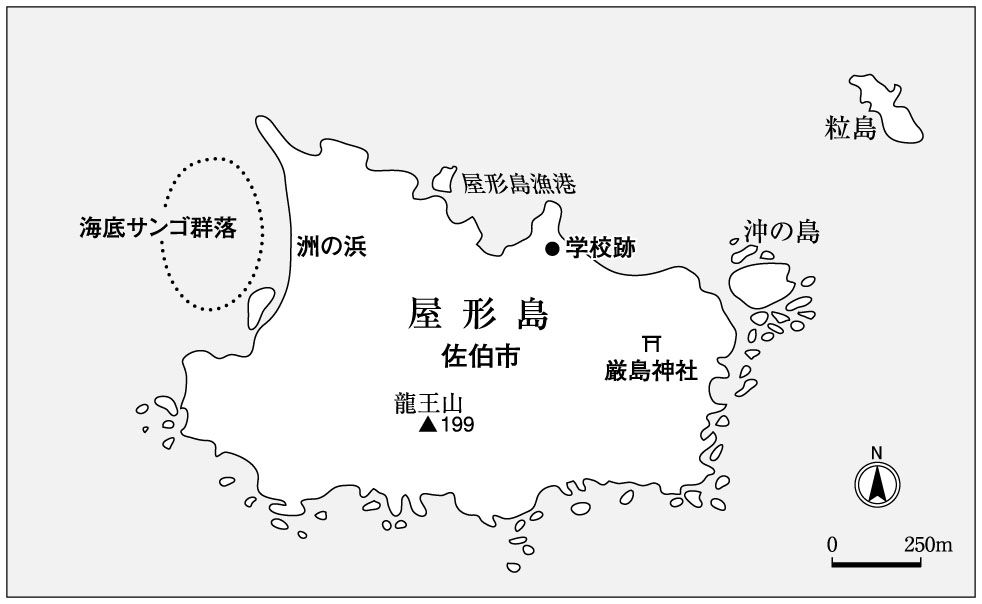 粒島
屋形島漁港
海底サンゴ群落
洲の浜
学校跡
沖の島
屋形島
佐伯市
厳島神社
龍王山
▲199
N
0 250m